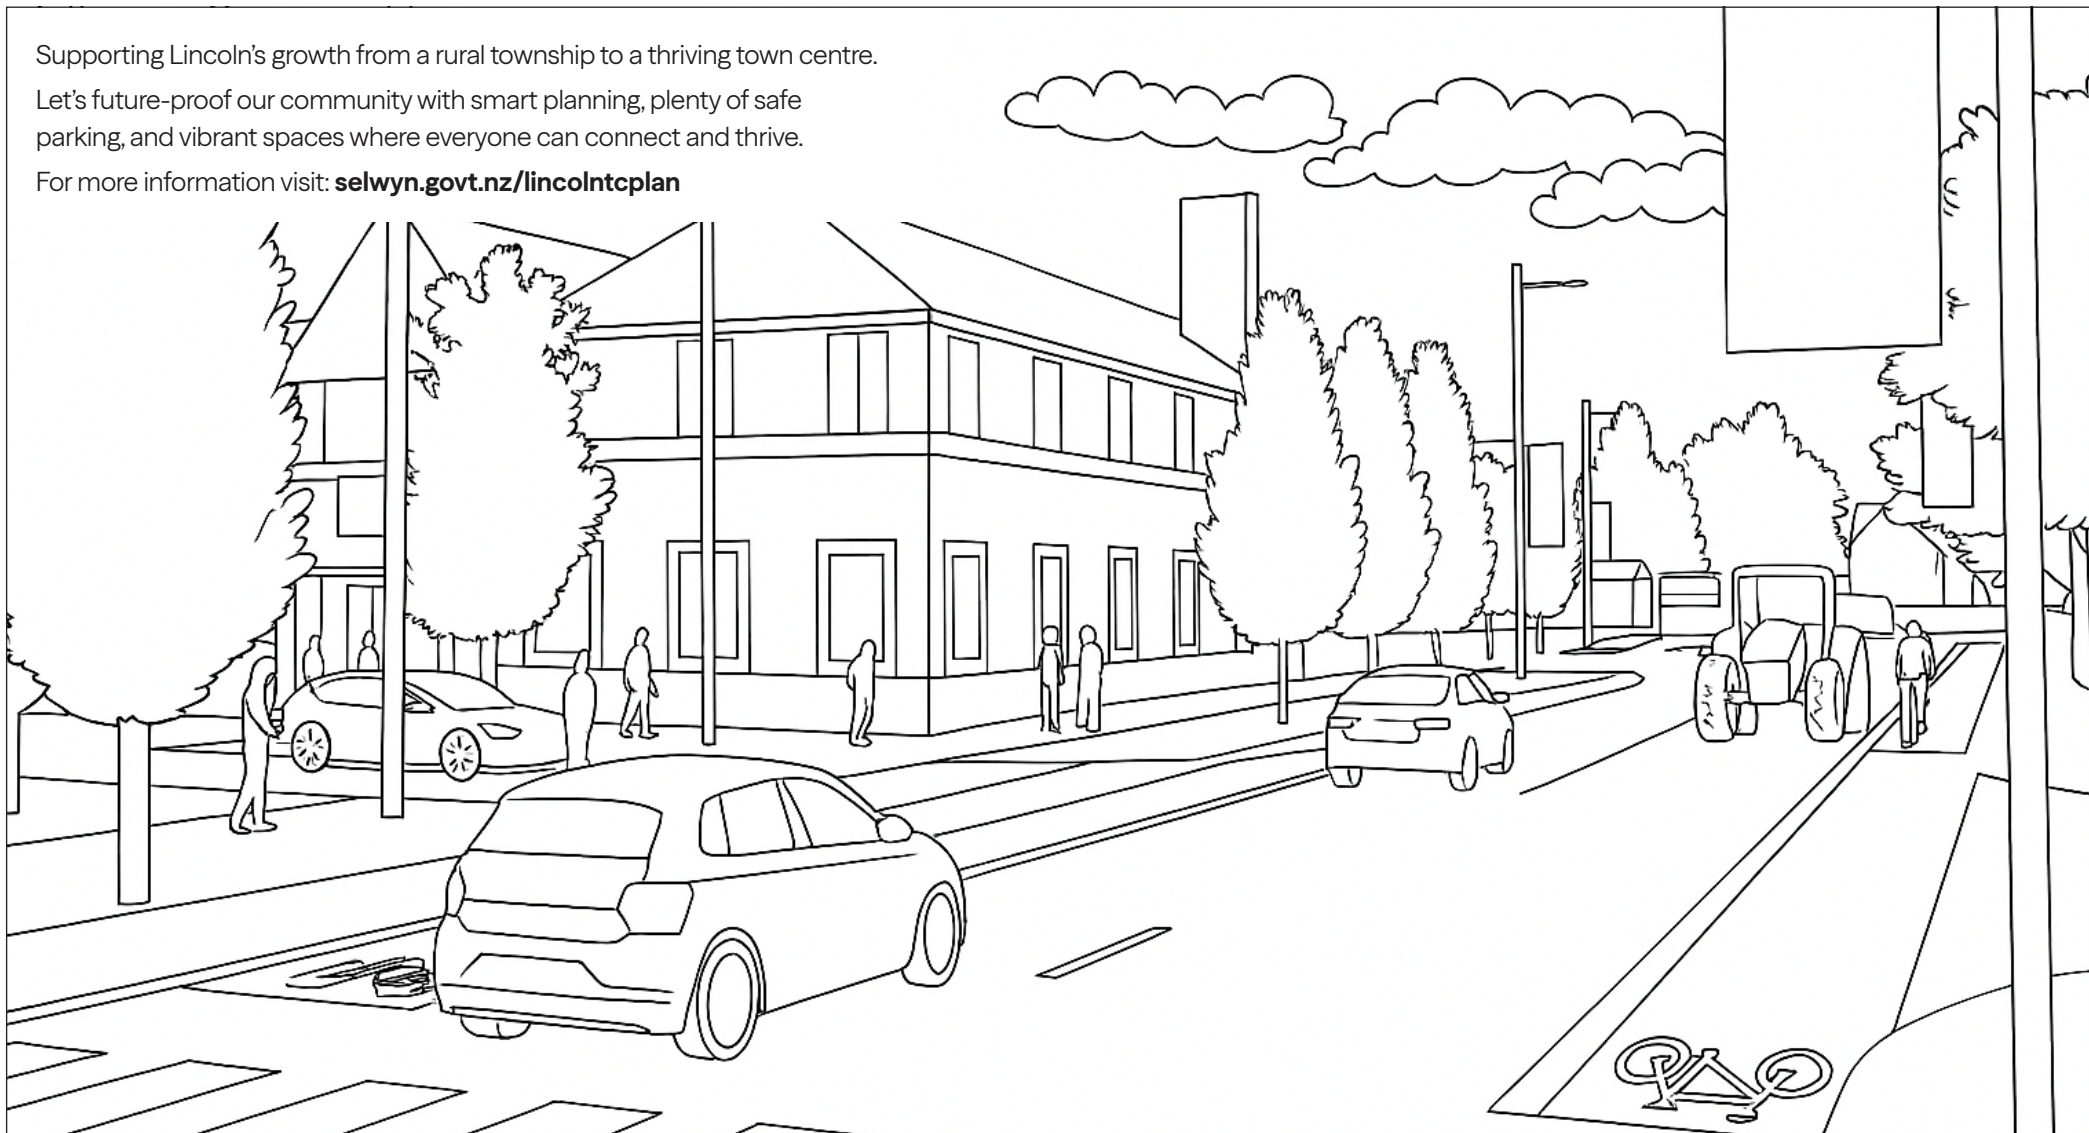 Supporting Lincoln’s growth from a rural township to a thriving town centre.
Let’s future-proof our community with smart planning, plenty of safe
parking, and vibrant spaces where everyone can connect and thrive.
For more information visit: selwyn.govt.nz/lincolntcplan